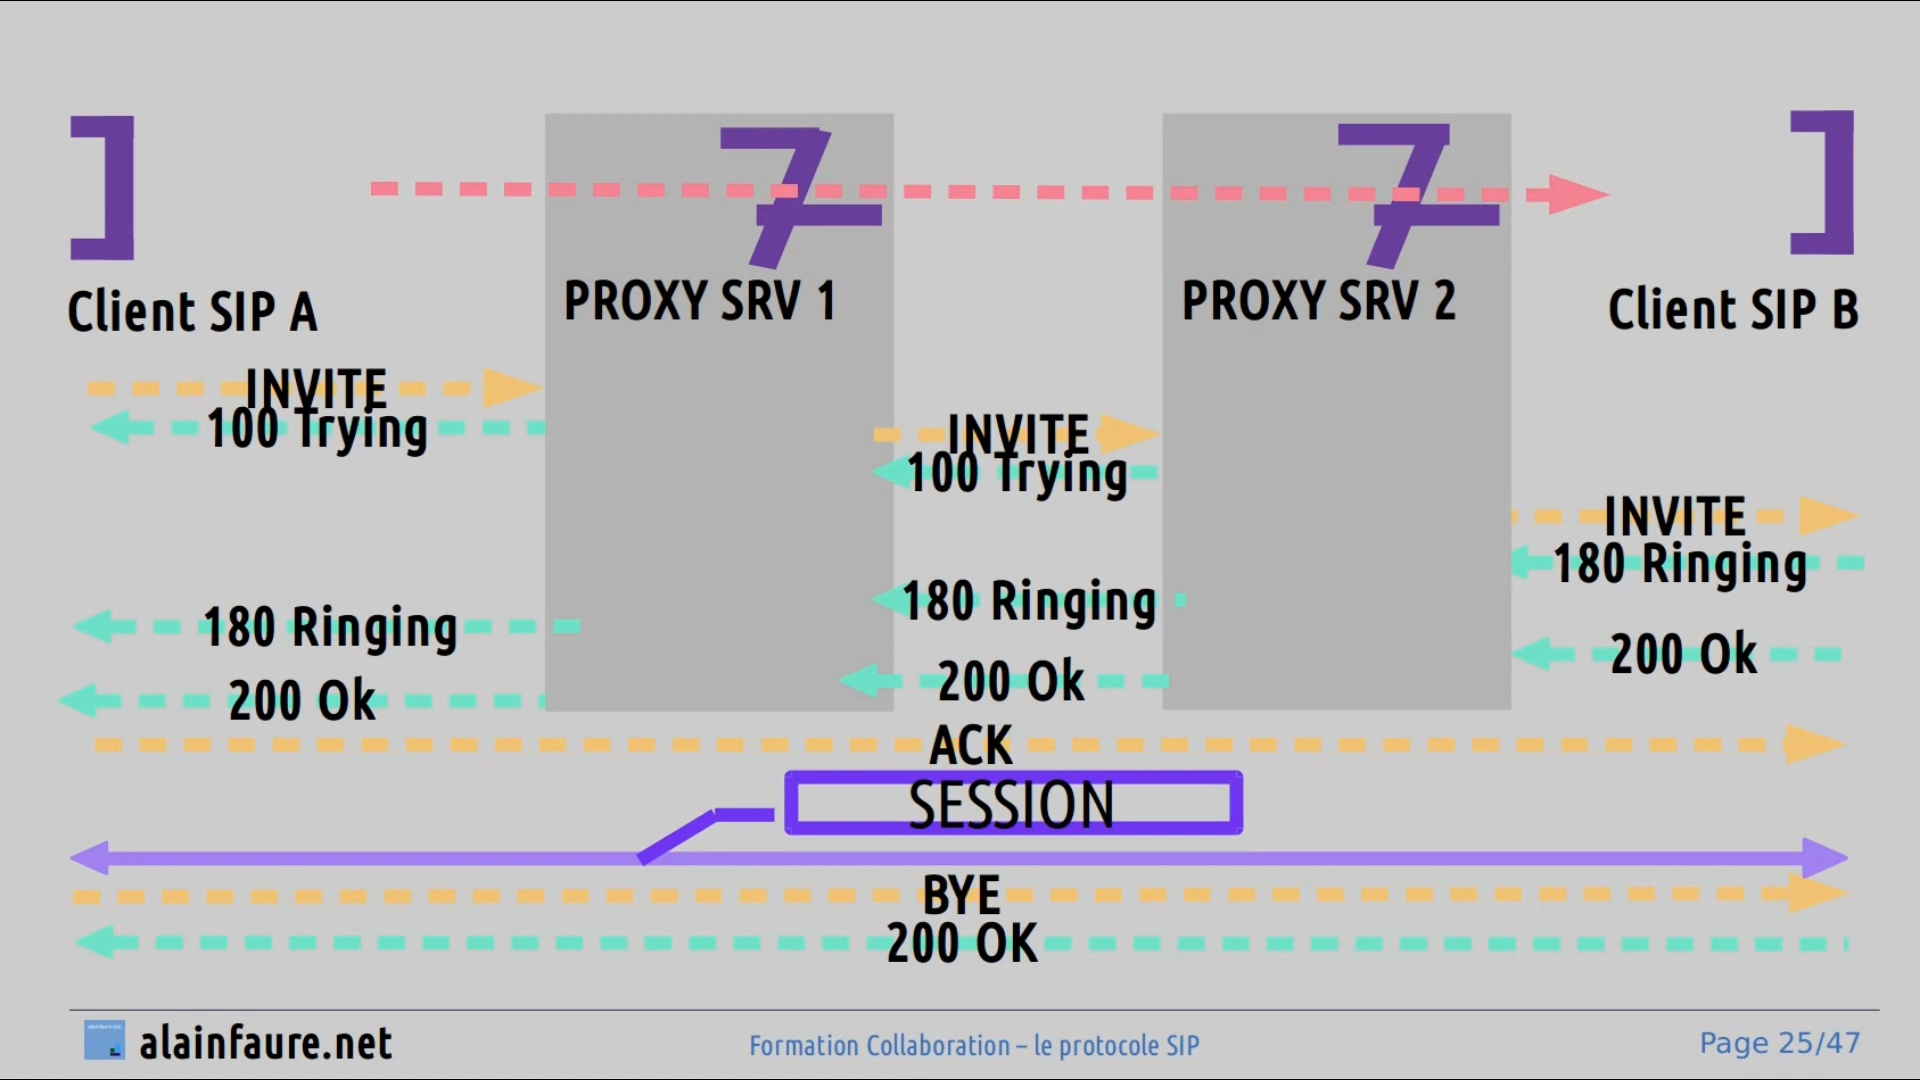 Client SIP A
PROXY SRV 1
PROXY SRV 2
Client SIP B
INVITE
100 Trying
INVITE
100 Trying
INVITE
180 Ringing
180 Ringing
180 Ringing
200 Ok
200 Ok
200 Ok
ACK
SESSION
BYE
200 OK
alainfaure.net
Formation Collaboration – le protocole SIP
Page 25/47